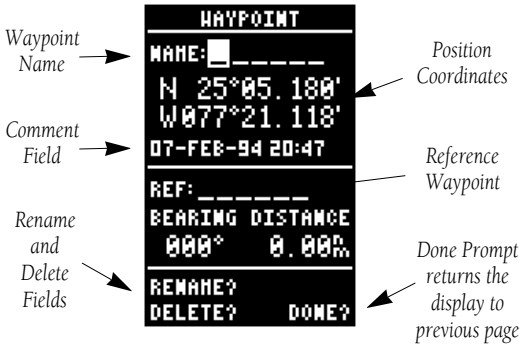 WAYPOINT
Waypoint Name
NAME:_ _ _ _ _ _
N 25°05.180'
W077°21.118'
Position Coordinates
Comment Field
07-FEB-94 20:47
REF:_ _ _ _ _ _
Reference Waypoint
BEARING DISTANCE
000° 0.00nm
Rename and Delete Fields
RENAME?
DELETE? DONE?
Done Prompt returns the display to previous page